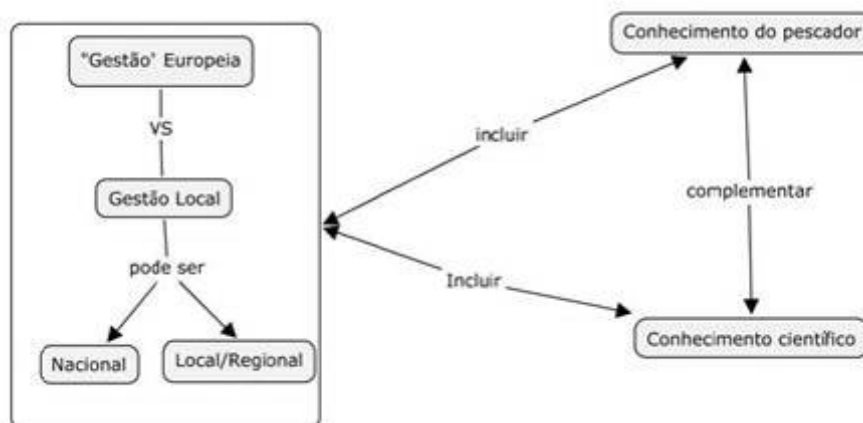 "Gestão' Europeia
VS
Gestão Local
pode ser
Nacional
Local/Regional
Conhecimento do pescador
incluir
complementar
Incluir
Conhecimento científico